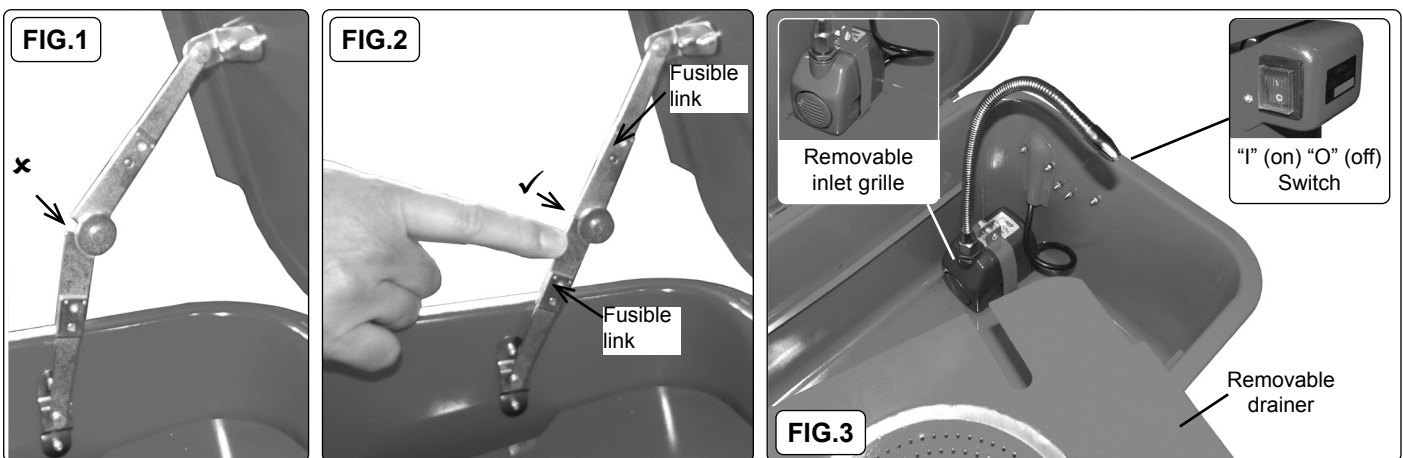 FIG.1
✗
FIG.2
Fusible
link
✓
Fusible
link
Removable
inlet grille
“I” (on) “O” (off)
Switch
Removable
drainer
FIG.3